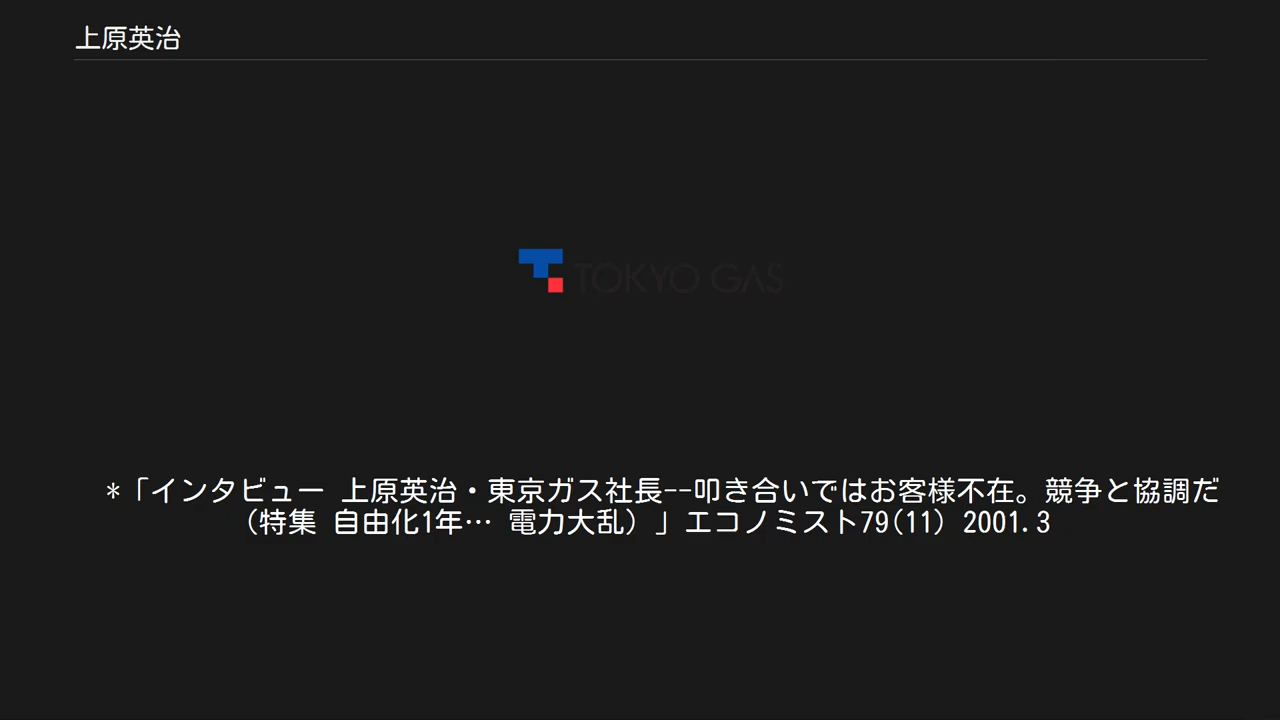 上原英治
TOKYO GAS
*「インタビュー 上原英治・東京ガス社長--叩き合いではお客様不在。競争と協調だ
(特集 自由化1年… 電力大乱)」エコノミスト79(11) 2001.3